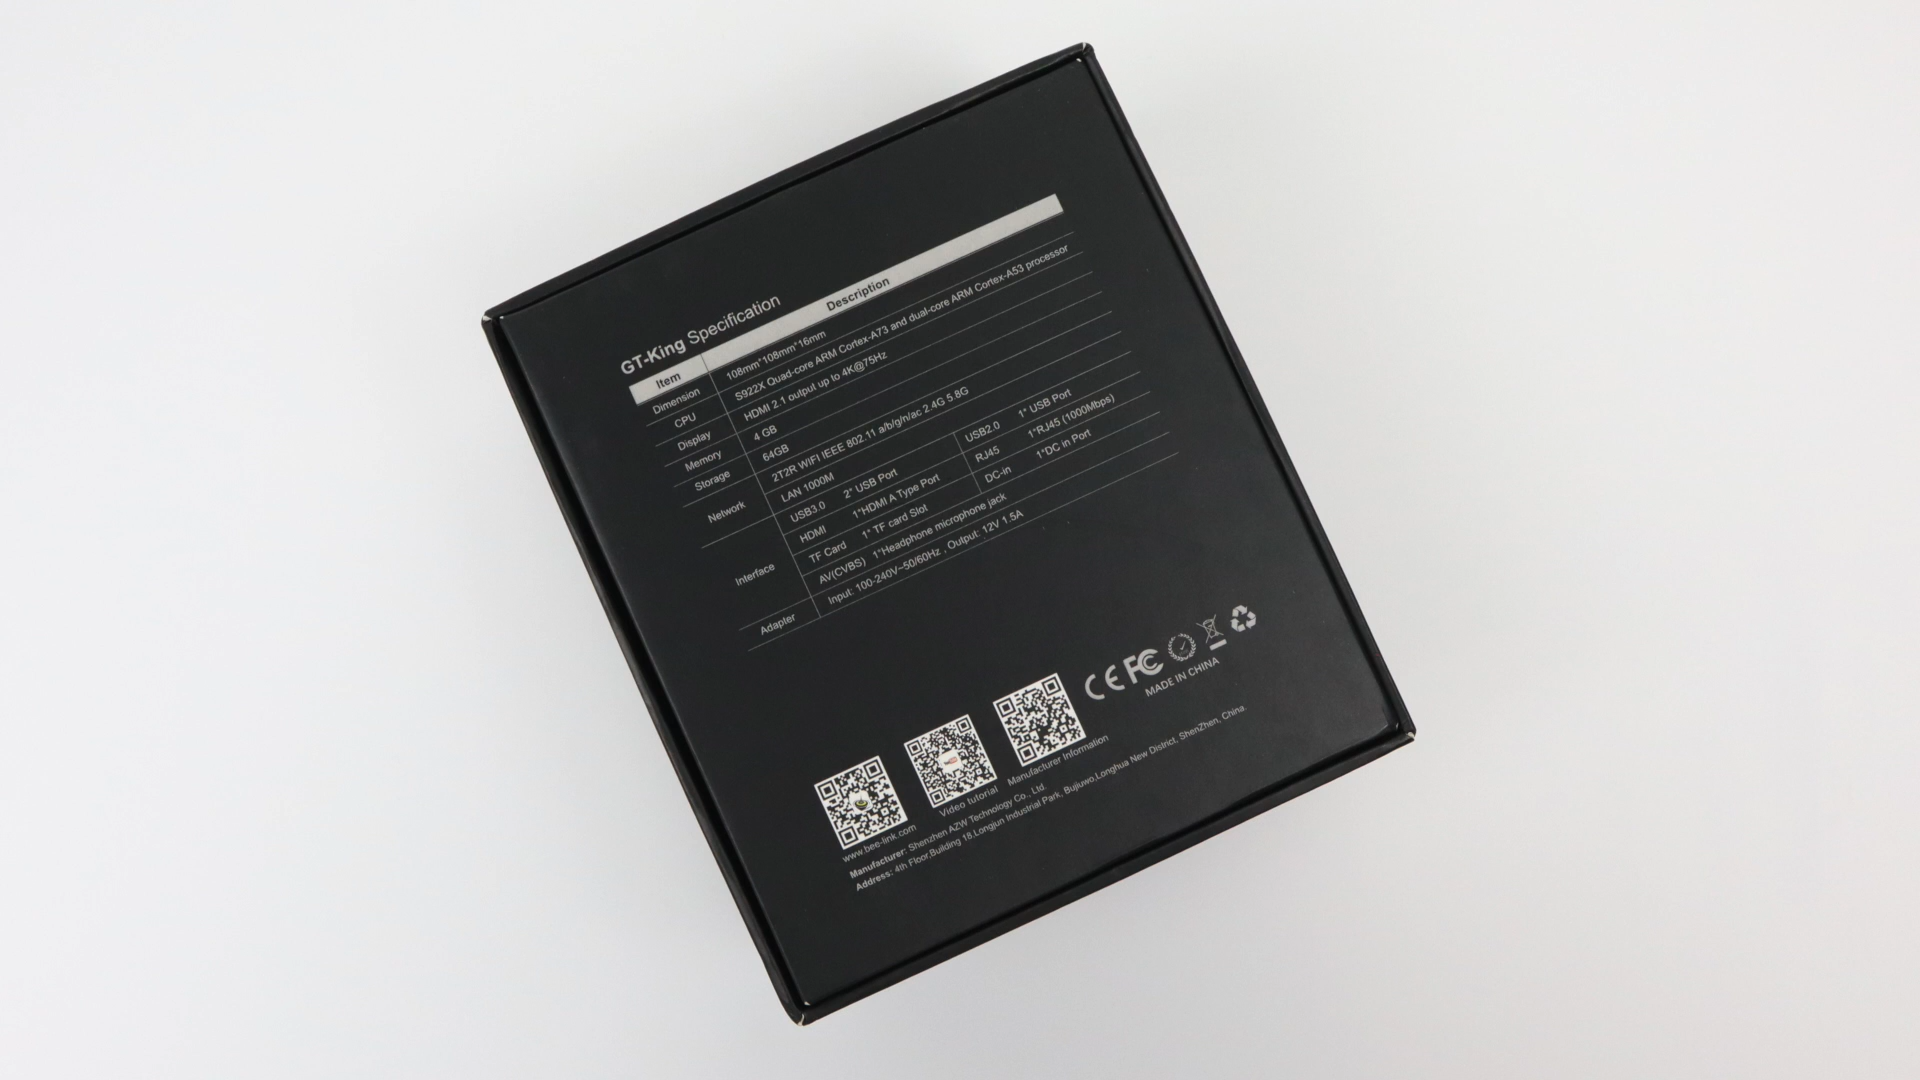 GT-King Specification
Item Description
Dimension 108mm*108mm*16mm
CPU S922X Quad-core ARM Cortex-A73 and dual-core ARM Cortex-A53 processor
Display HDMI 2.1 output up to 4K@75Hz
Memory 4 GB
Storage 64GB
Network 2T2R WIFI IEEE 802.11 a/b/g/n/ac 2.4G 5.8G
LAN 1000M
Interface USB3.0 2* USB Port USB2.0 1* USB Port
HDMI 1*HDMI A Type Port RJ45 1*RJ45 (1000Mbps)
TF Card 1* TF card Slot DC-in 1*DC in Port
AV(CVBS) 1*Headphone microphone jack
Adapter Input: 100-240V~50/60Hz , Output: 12V 1.5A
CE FC
MADE IN CHINA
www.bee-link.com Video tutorial Manufacturer Information
Manufacturer: Shenzhen AZW Technology Co., Ltd.
Address: 4th Floor,Building 18,Longjun Industrial Park, Bujiuwo,Longhua New District, ShenZhen, China